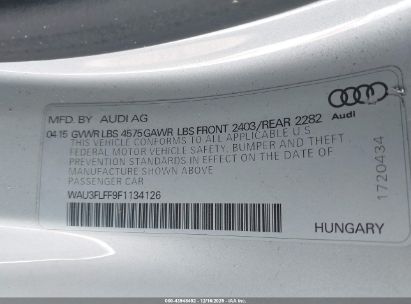 MFD. BY AUDI AG
04 15 GVWR LBS 4575 GAWR LBS FRONT 2403/REAR 2282
THIS VEHICLE CONFORMS TO ALL APPLICABLE U.S
FEDERAL MOTOR VEHICLE SAFETY, BUMPER AND THEFT
PREVENTION STANDARDS IN EFFECT ON THE DATE OF
MANUFACTURE SHOWN ABOVE
PASSENGER CAR
WAU3FLFF9F1134126
Audi
1720434
HUNGARY